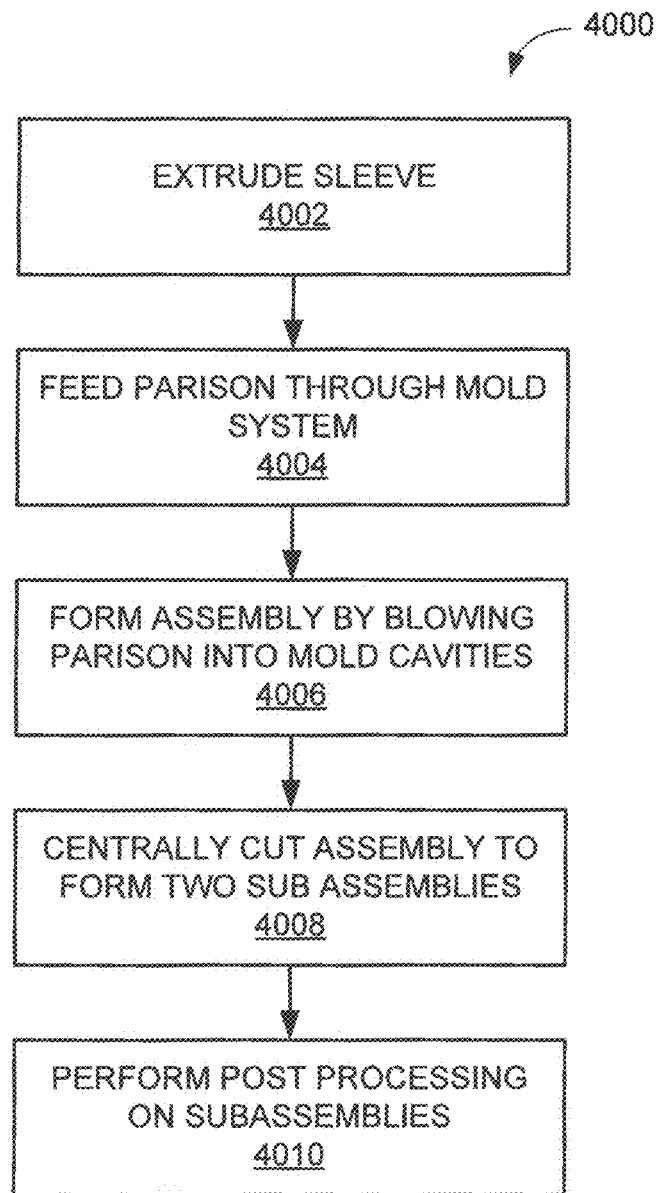 4000
EXTRUDE SLEEVE
4002
FEED PARISON THROUGH MOLD
SYSTEM
4004
FORM ASSEMBLY BY BLOWING
PARISON INTO MOLD CAVITIES
4006
CENTRALLY CUT ASSEMBLY TO
FORM TWO SUB ASSEMBLIES
4008
PERFORM POST PROCESSING
ON SUBASSEMBLIES
4010